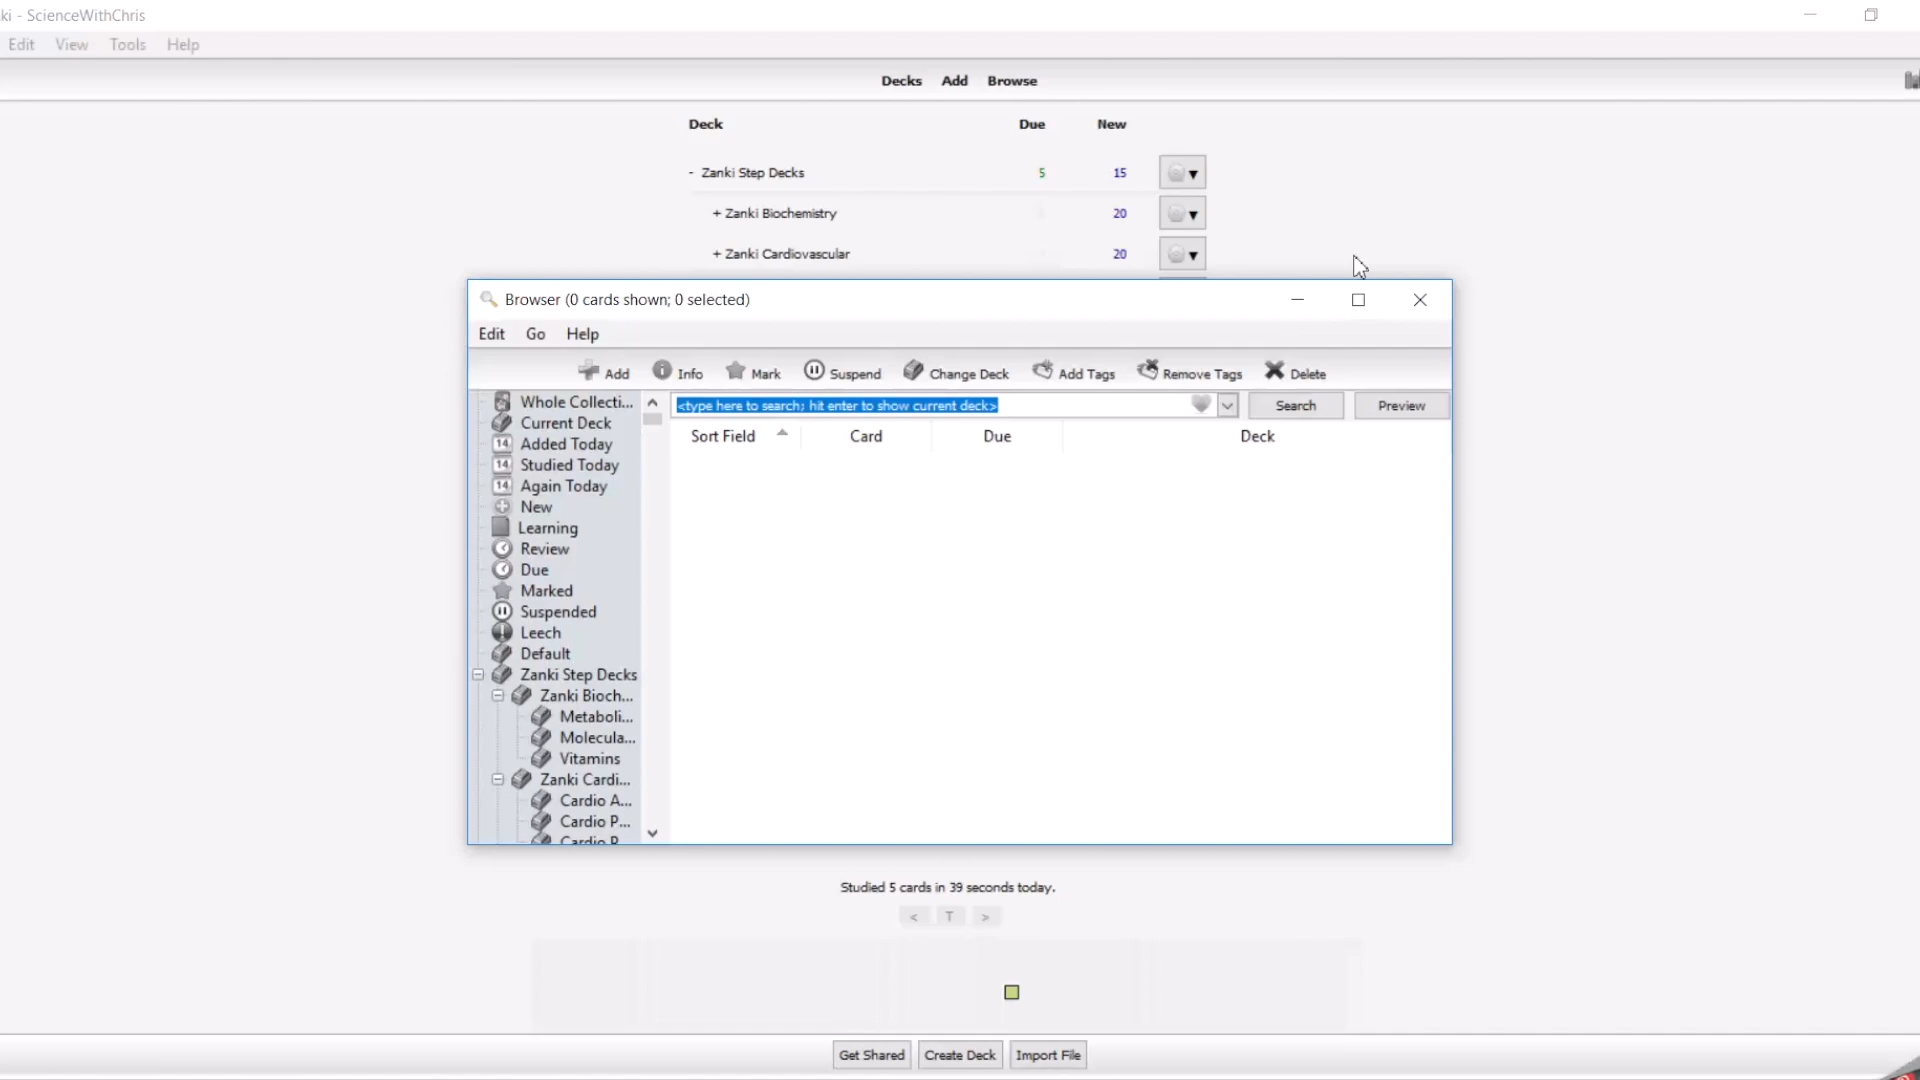 ki - ScienceWithChris
Edit View Tools Help
Decks Add Browse
Deck Due New
- Zanki Step Decks 5 15
+ Zanki Biochemistry 20
+ Zanki Cardiovascular 20
Browser (0 cards shown; 0 selected)
Edit Go Help
Add Info Mark Suspend Change Deck Add Tags Remove Tags Delete
<type here to search; hit enter to show current deck> Search Preview
Sort Field Card Due Deck
Whole Collecti...
Current Deck
14 Added Today
14 Studied Today
14 Again Today
New
Learning
Review
Due
Marked
Suspended
Leech
Default
Zanki Step Decks
Zanki Bioch...
Metaboli...
Molecula...
Vitamins
Zanki Cardi...
Cardio A...
Cardio P...
Cardio
Studied 5 cards in 39 seconds today.
< T >
Get Shared Create Deck Import File